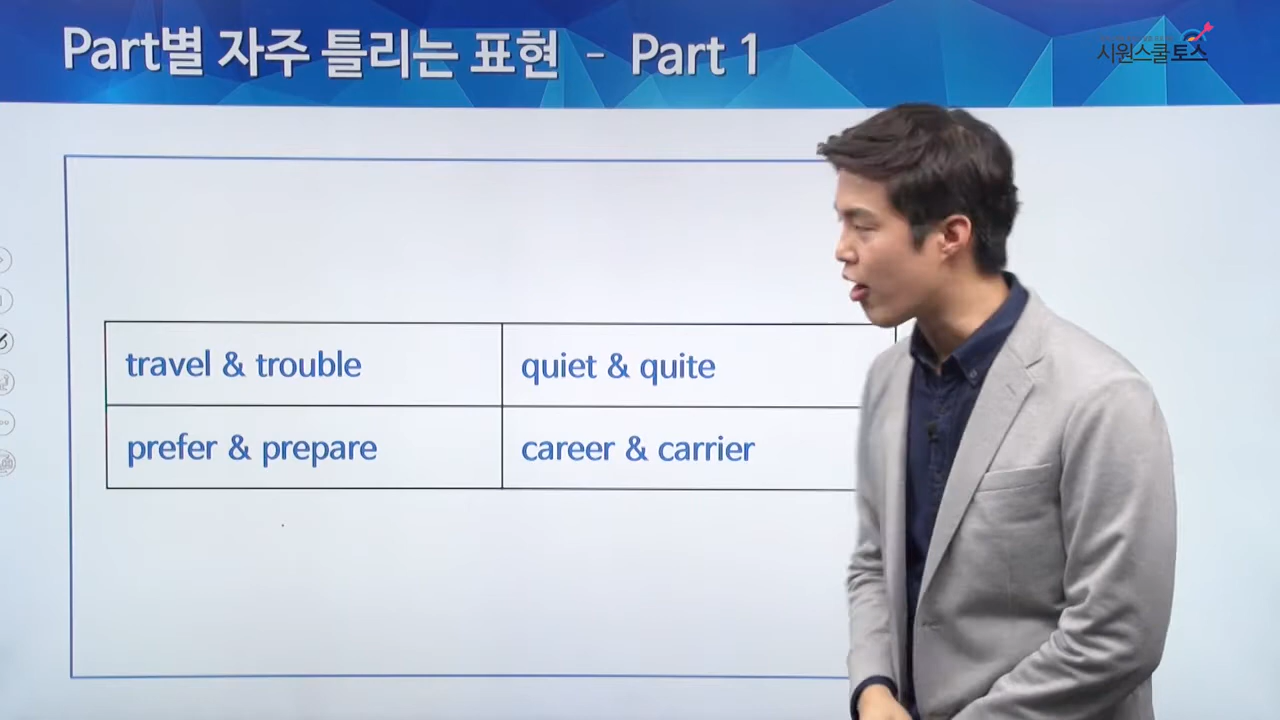 Part별 자주 틀리는 표현 - Part 1
시원스쿨토스
travel & trouble
quiet & quite
prefer & prepare
career & carrier